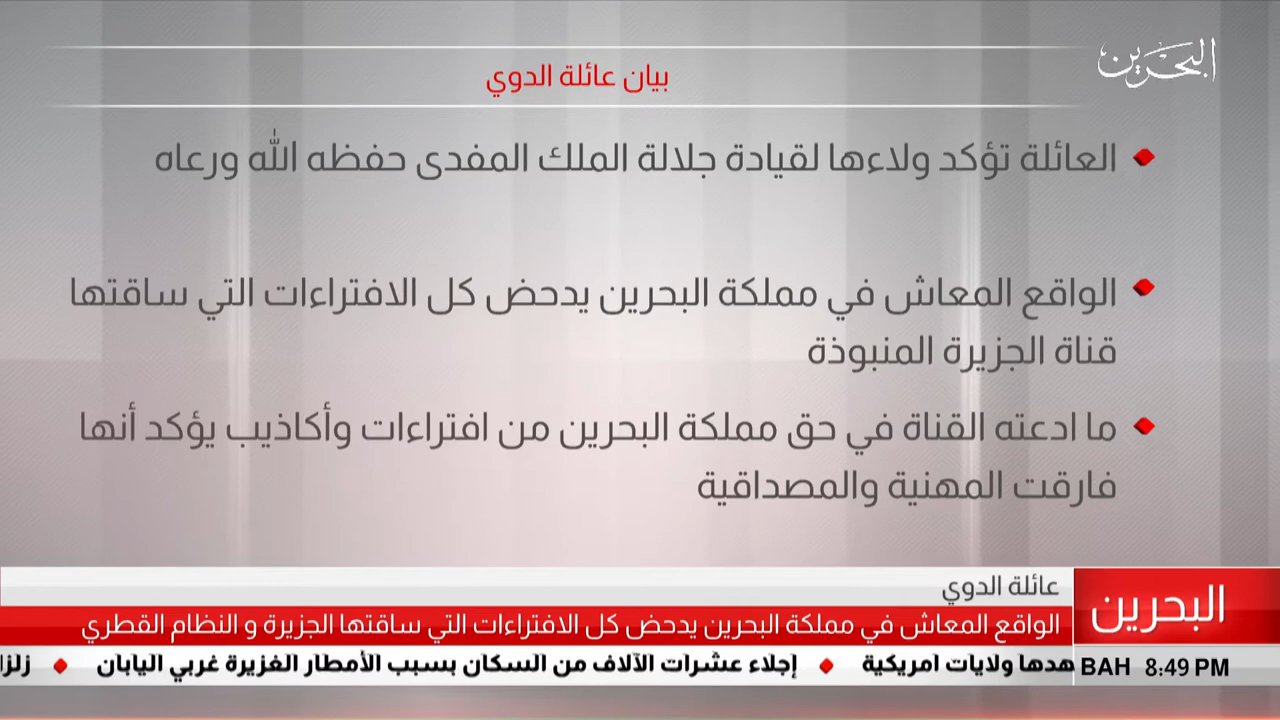 البحرين
بيان عائلة الدوي
العائلة تؤكد ولاءها لقيادة جلالة الملك المفدى حفظه الله ورعاه
الواقع المعاش في مملكة البحرين يدحض كل الافتراءات التي ساقتها
قناة الجزيرة المنبوذة
ما ادعته القناة في حق مملكة البحرين من افتراءات وأكاذيب يؤكد أنها
فارقت المهنية والمصداقية
عائلة الدوي
البحرين
الواقع المعاش في مملكة البحرين يدحض كل الافتراءات التي ساقتها الجزيرة و النظام القطري
BAH 8:49 PM
هدها ولايات امريكية
إجلاء عشرات الآلاف من السكان بسبب الأمطار الغزيرة غربي اليابان
زلزا